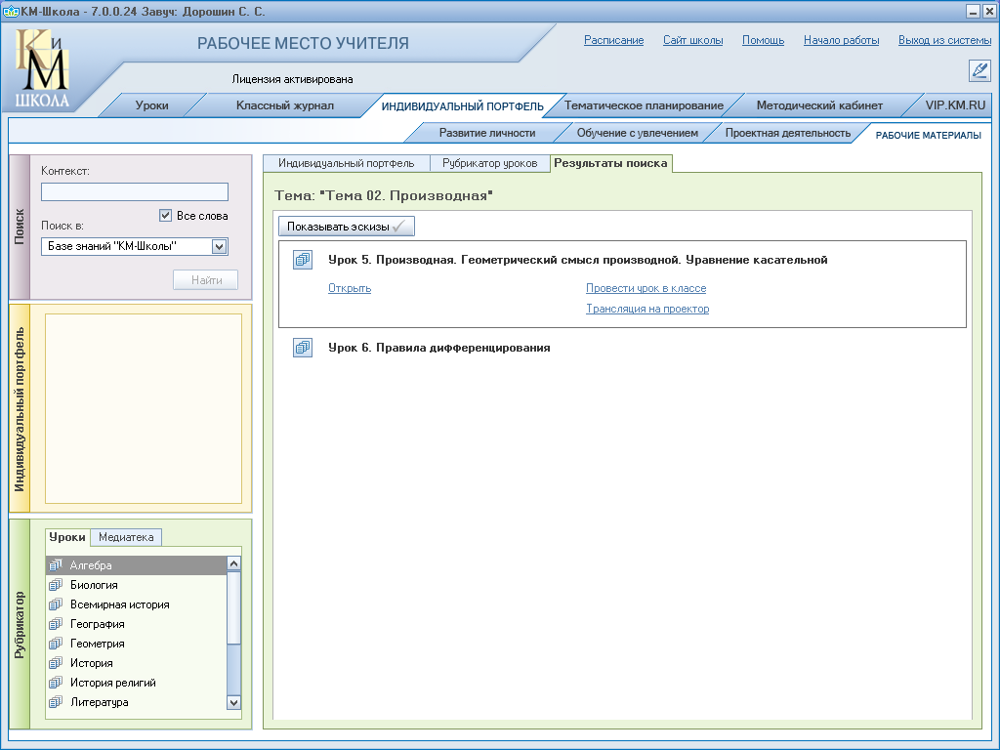 КМ-Школа - 7.0.0.24 Завуч: Дорошин С. С.
КМ и ШКОЛА
РАБОЧЕЕ МЕСТО УЧИТЕЛЯ
Расписание Сайт школы Помощь Начало работы Выход из системы
Лицензия активирована
Уроки Классный журнал ИНДИВИДУАЛЬНЫЙ ПОРТФЕЛЬ Тематическое планирование Методический кабинет VIP.KM.RU
Развитие личности Обучение с увлечением Проектная деятельность РАБОЧИЕ МАТЕРИАЛЫ
Поиск
Контекст:
Все слова
Поиск в:
Базе знаний "КМ-Школы"
Найти
Индивидуальный портфель
Рубрикатор
Уроки Медиатека
Алгебра
Биология
Всемирная история
География
Геометрия
История
История религий
Литература
Индивидуальный портфель Рубрикатор уроков Результаты поиска
Тема: "Тема 02. Производная"
Показывать эскизы
Урок 5. Производная. Геометрический смысл производной. Уравнение касательной
Открыть Провести урок в классе
Трансляция на проектор
Урок 6. Правила дифференцирования